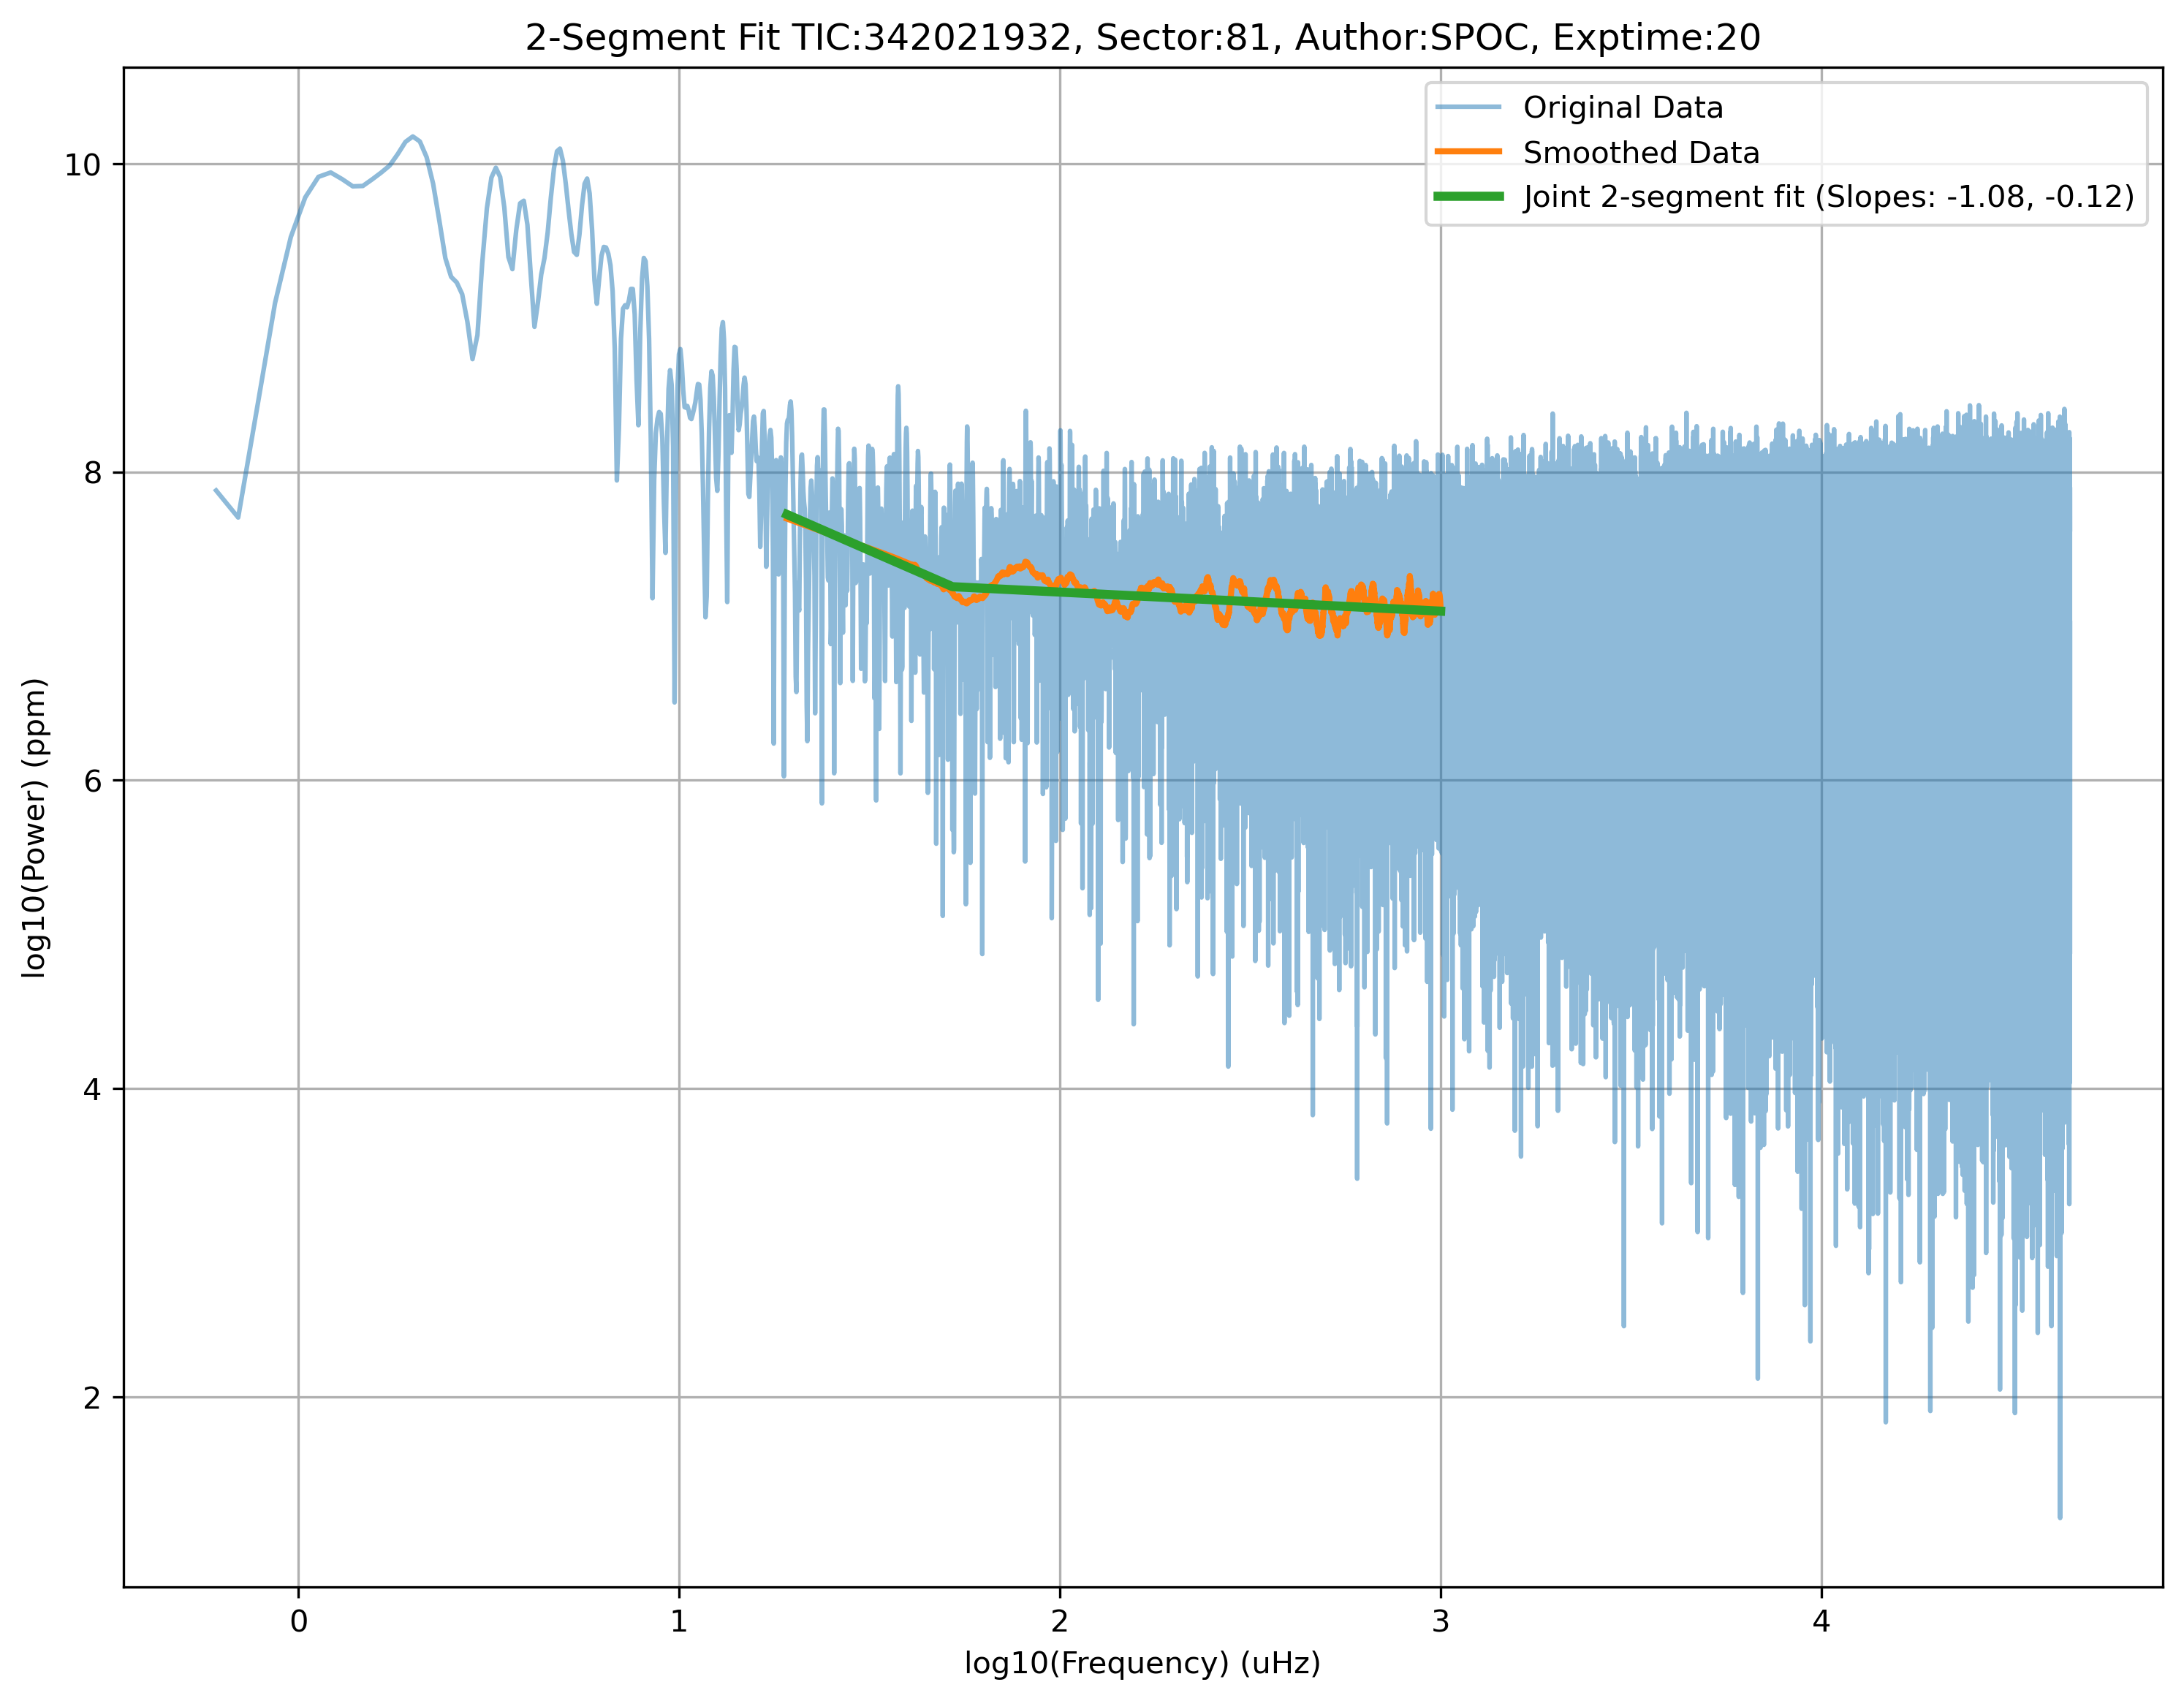 2-Segment Fit TIC:342021932, Sector:81, Author:SPOC, Exptime:20
Original Data
Smoothed Data
Joint 2-segment fit (Slopes: -1.08, -0.12)
log10(Power) (ppm)
10
8
6
4
2
0 1 2 3 4
log10(Frequency) (uHz)